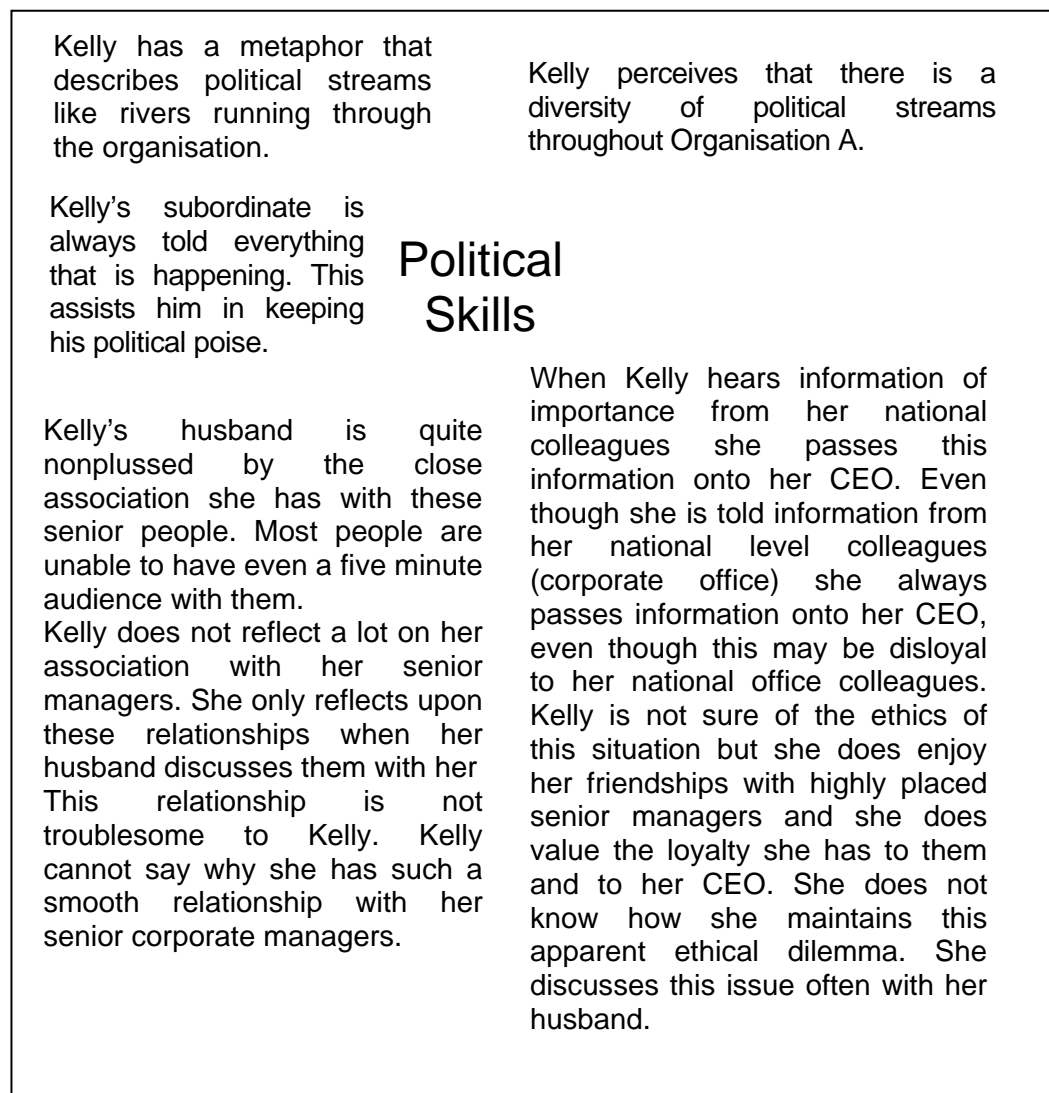 Kelly has a metaphor that
describes political streams
like rivers running through
the organisation.
Kelly perceives that there is a
diversity of political streams
throughout Organisation A.
Kelly’s subordinate is
always told everything
that is happening. This
assists him in keeping
his political poise.
Political
Skills
Kelly’s husband is quite
nonplussed by the close
association she has with these
senior people. Most people are
unable to have even a five minute
audience with them.
Kelly does not reflect a lot on her
association with her senior
managers. She only reflects upon
these relationships when her
husband discusses them with her
This relationship is not
troublesome to Kelly. Kelly
cannot say why she has such a
smooth relationship with her
senior corporate managers.
When Kelly hears information of
importance from her national
colleagues she passes this
information onto her CEO. Even
though she is told information from
her national level colleagues
(corporate office) she always
passes information onto her CEO,
even though this may be disloyal
to her national office colleagues.
Kelly is not sure of the ethics of
this situation but she does enjoy
her friendships with highly placed
senior managers and she does
value the loyalty she has to them
and to her CEO. She does not
know how she maintains this
apparent ethical dilemma. She
discusses this issue often with her
husband.